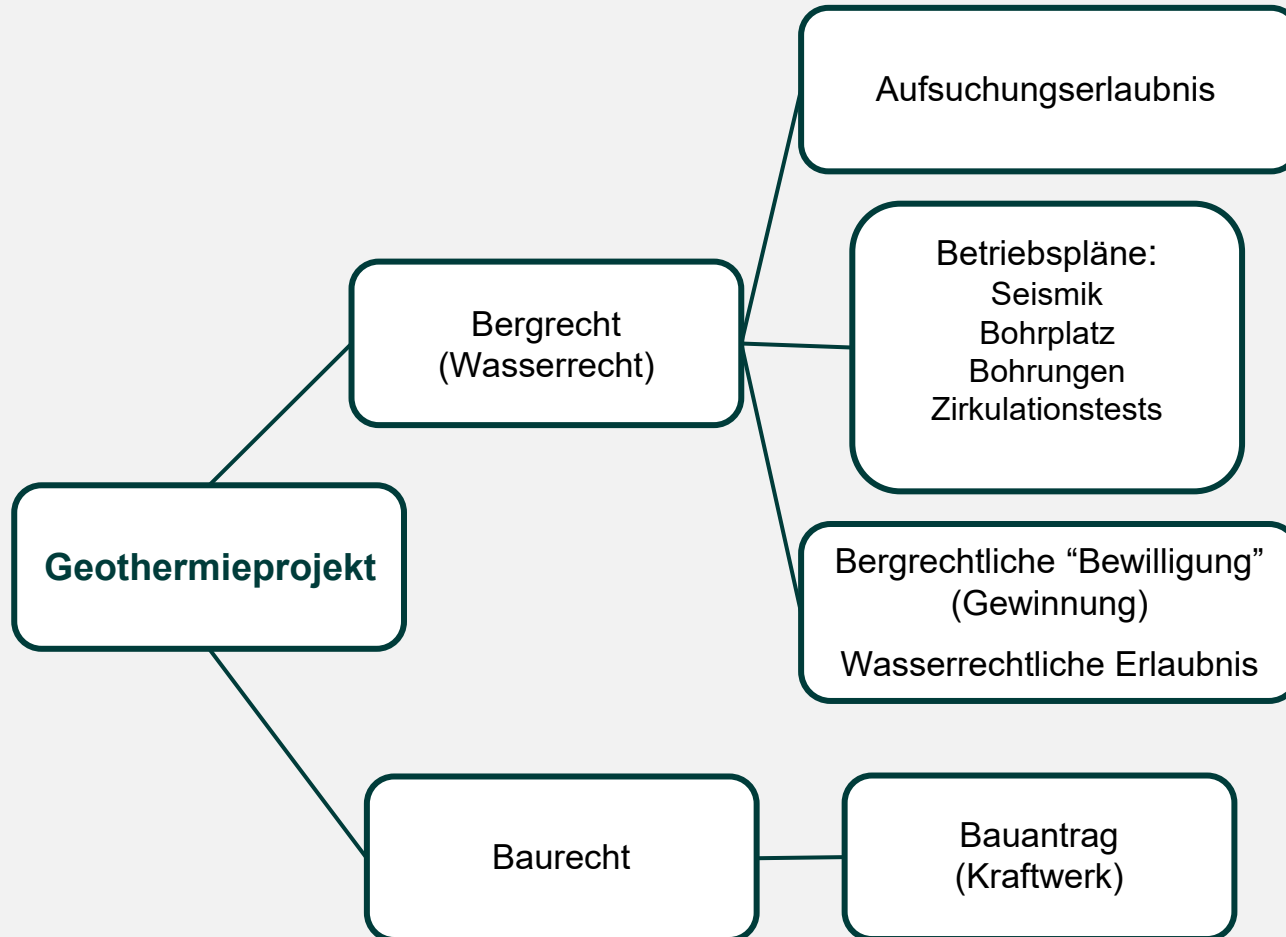 Aufsuchungserlaubnis
Betriebspläne:
Seismik
Bohrplatz
Bohrungen
Zirkulationstests
Bergrecht
(Wasserrecht)
Geothermieprojekt
Bergrechtliche “Bewilligung”
(Gewinnung)
Wasserrechtliche Erlaubnis
Baurecht
Bauantrag
(Kraftwerk)